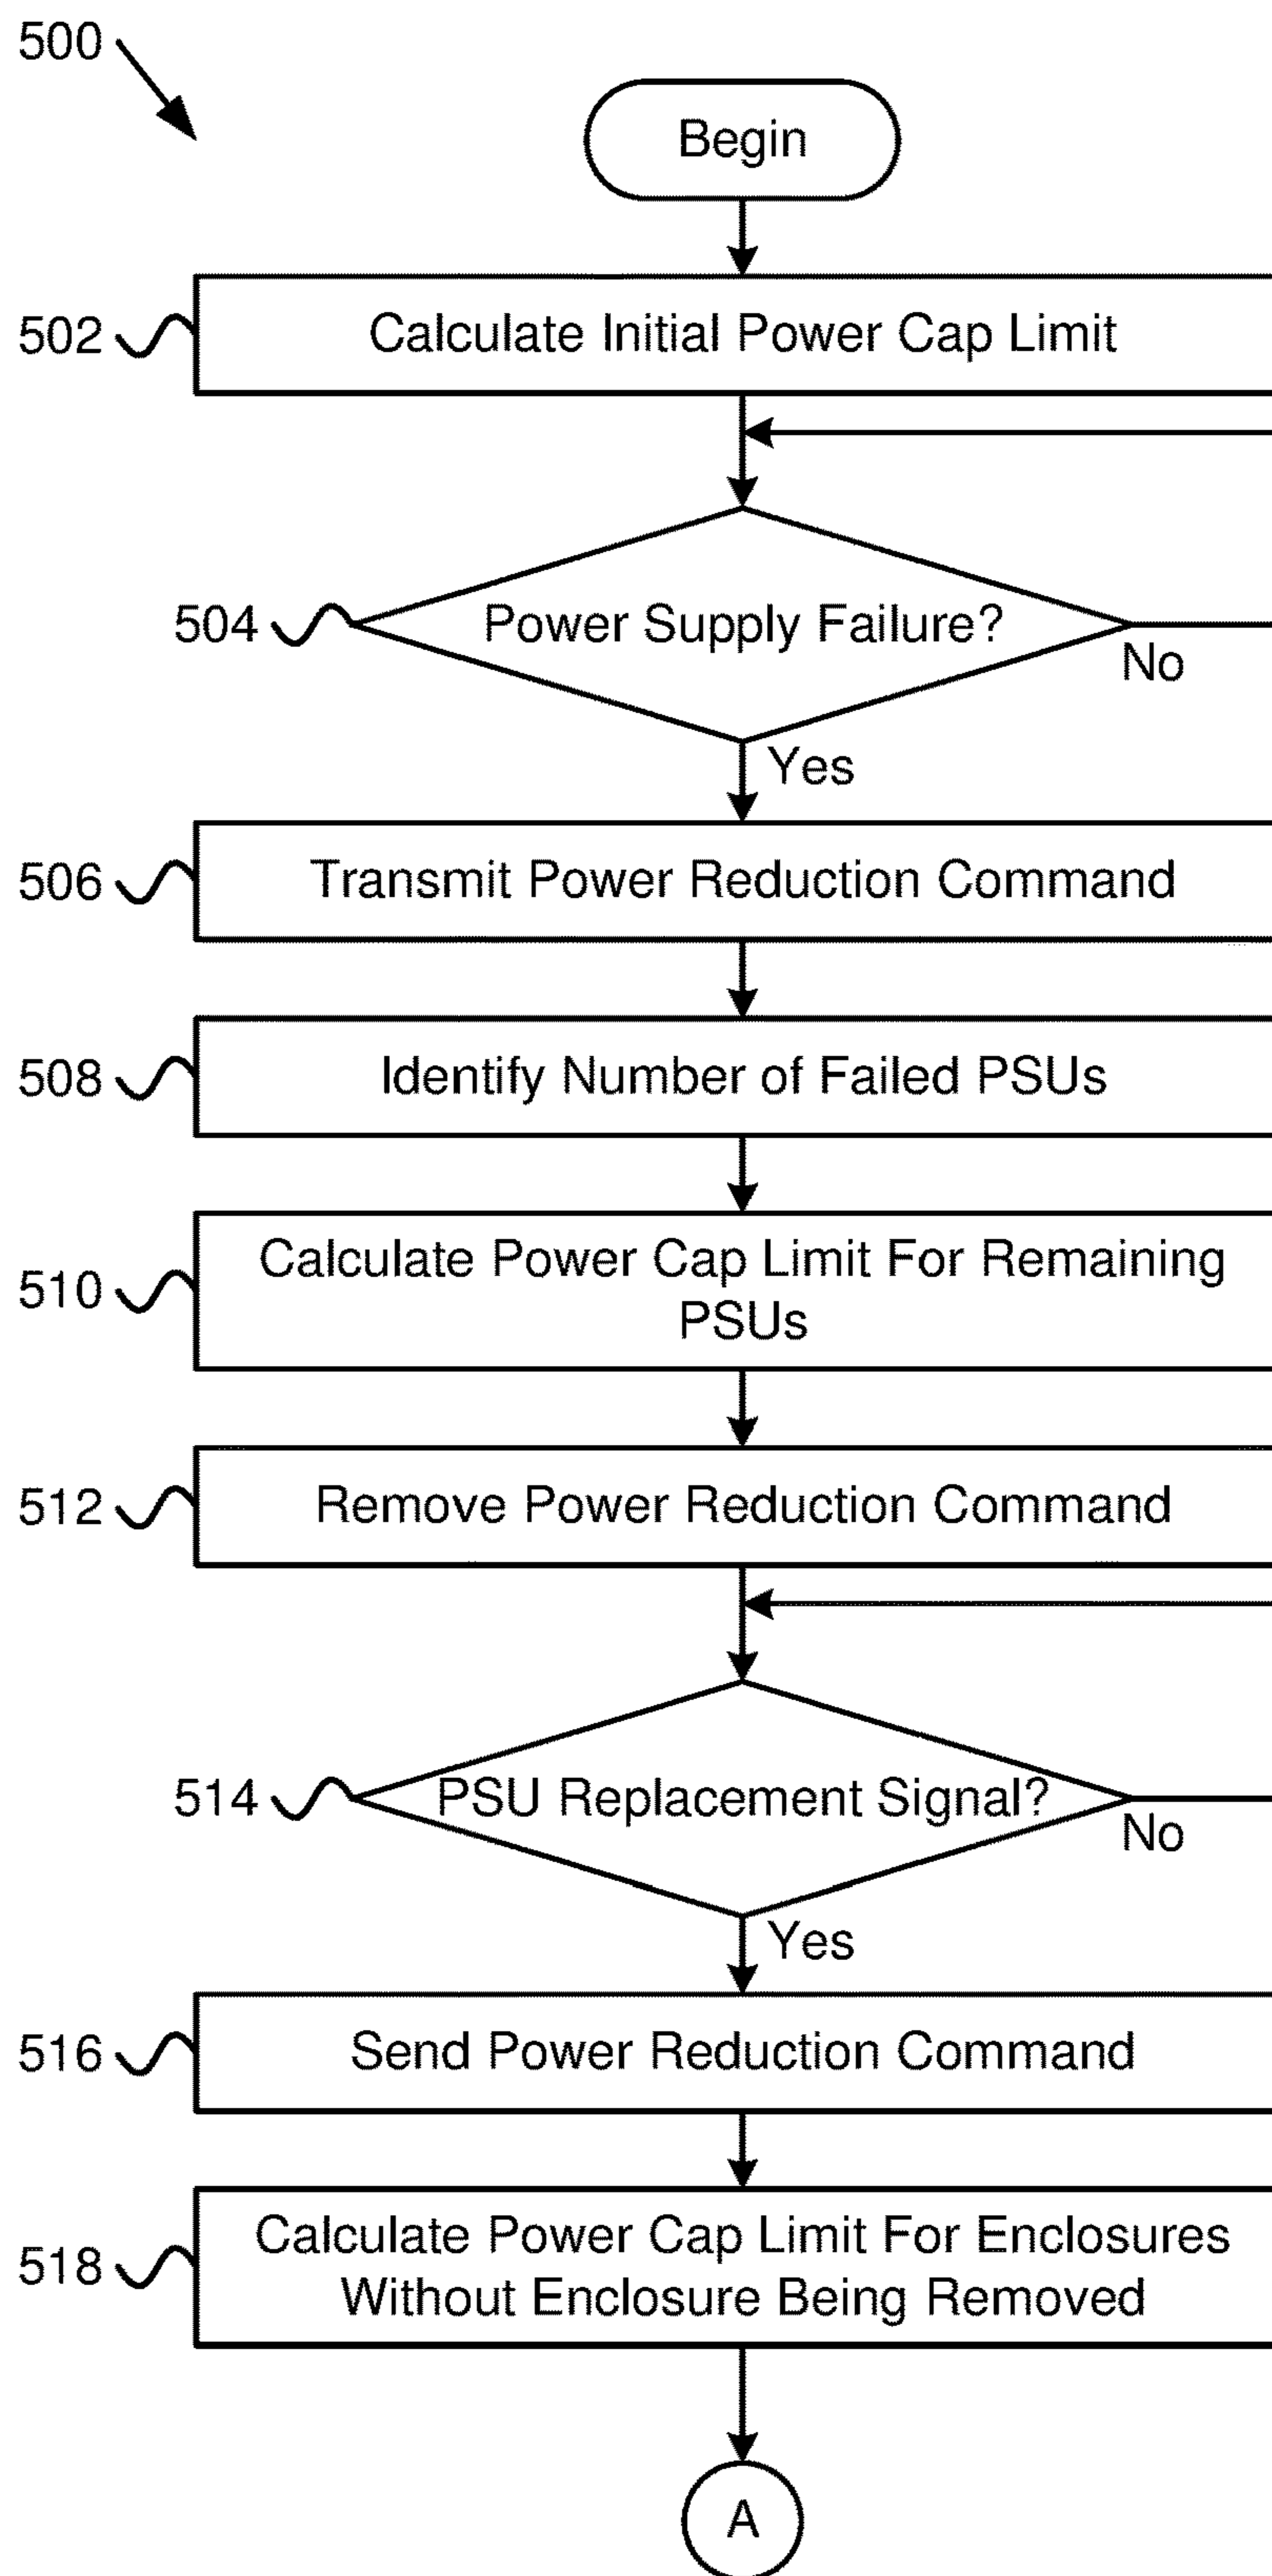 500
Begin
502
Calculate Initial Power Cap Limit
504
Power Supply Failure?
No
Yes
506
Transmit Power Reduction Command
508
Identify Number of Failed PSUs
510
Calculate Power Cap Limit For Remaining
PSUs
512
Remove Power Reduction Command
514
PSU Replacement Signal?
No
Yes
516
Send Power Reduction Command
518
Calculate Power Cap Limit For Enclosures
Without Enclosure Being Removed
A